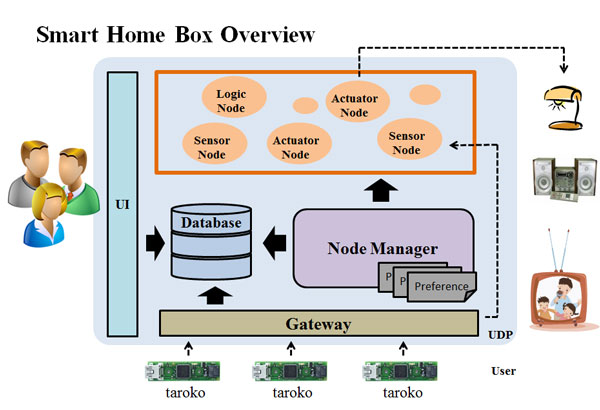 Smart Home Box Overview
Logic
Node
Actuator
Node
Sensor
Node
Actuator
Node
Sensor
Node
UI
Database
Node Manager
P
P
Preference
Gateway
UDP
User
taroko
taroko
taroko